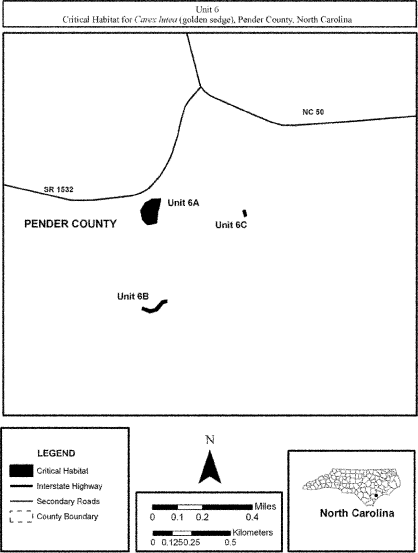 Unit 6
Critical Habitat for Carex lutea (golden sedge), Pender County, North Carolina
NC 50
SR 1532
Unit 6A
PENDER COUNTY
Unit 6C
Unit 6B
LEGEND
Critical Habitat
Interstate Highway
Secondary Roads
County Boundary
N
Miles
0 0.1 0.2 0.4
Kilometers
0 0.125 0.25 0.5
North Carolina